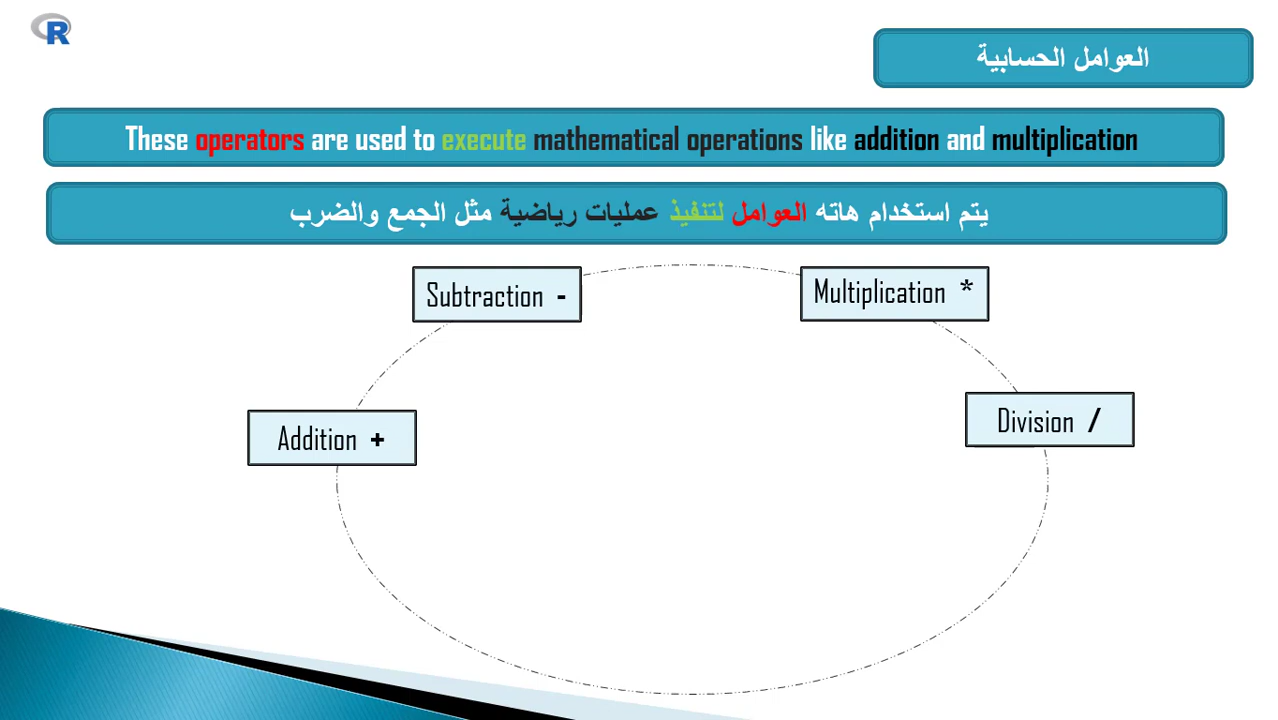 R
العوامل الحسابية
These operators are used to execute mathematical operations like addition and multiplication
يتم استخدام هاته العوامل لتنفيذ عمليات رياضية مثل الجمع والضرب
Subtraction -
Multiplication *
Addition +
Division /